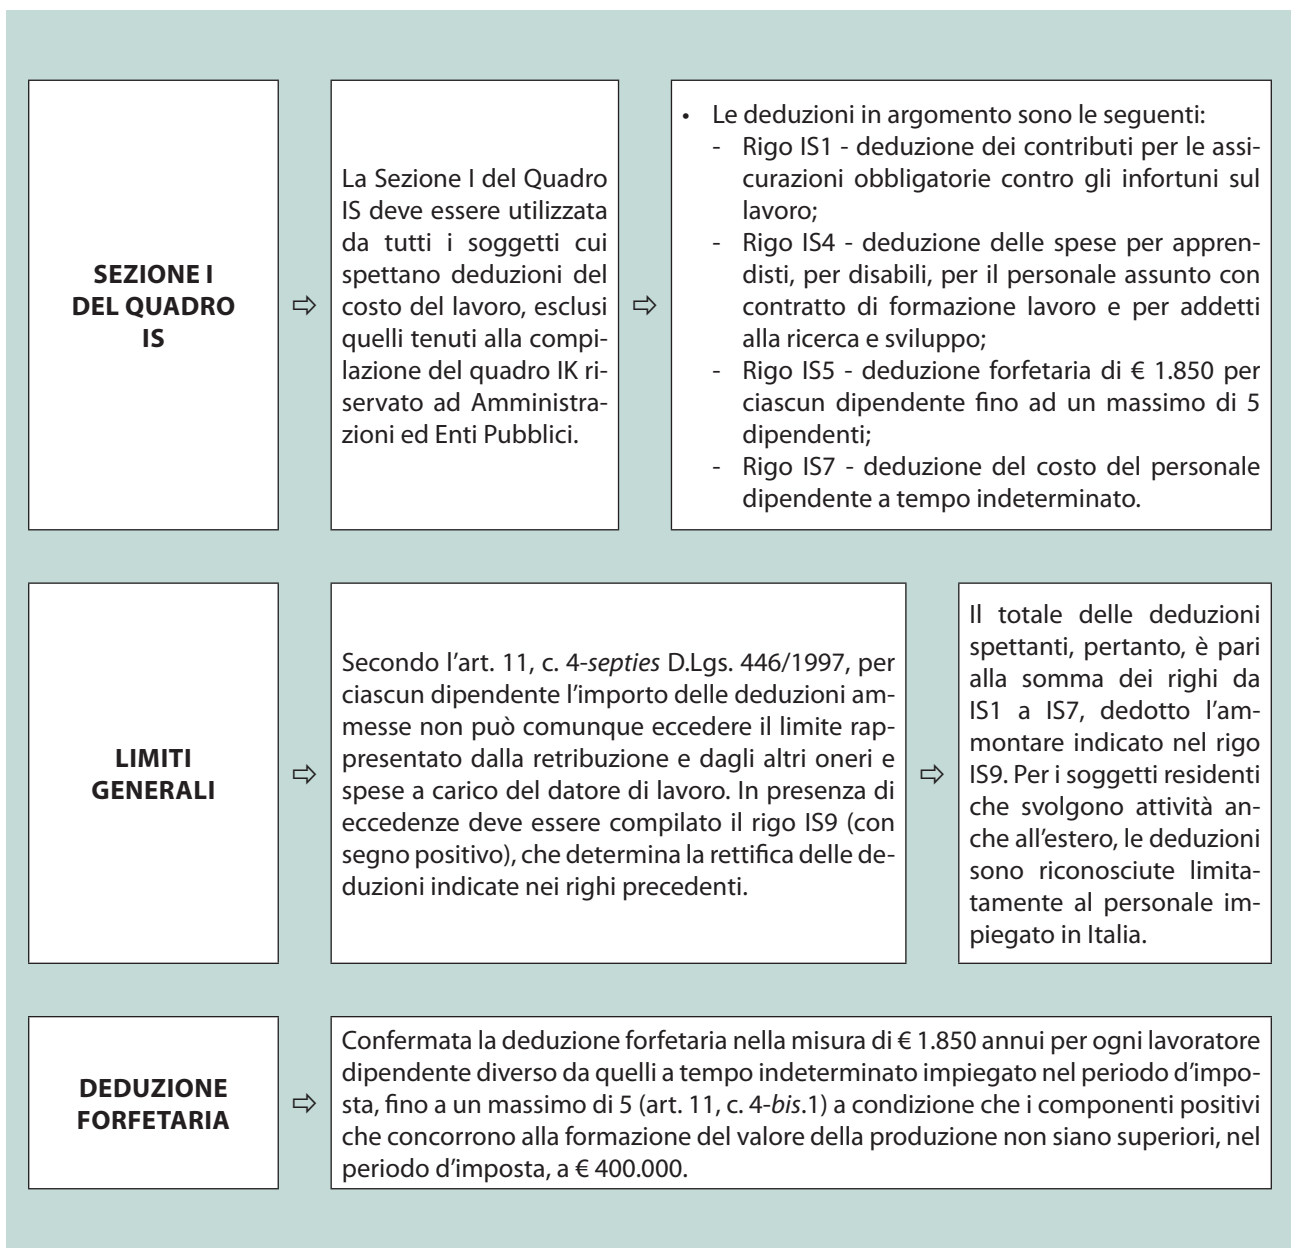 SEZIONE I
DEL QUADRO
IS
⇨
La Sezione I del Quadro
IS deve essere utilizzata
da tutti i soggetti cui
spettano deduzioni del
costo del lavoro, esclusi
quelli tenuti alla compi-
lazione del quadro IK ri-
servato ad Amministra-
zioni ed Enti Pubblici.
⇨
• Le deduzioni in argomento sono le seguenti:
- Rigo IS1 - deduzione dei contributi per le assi-
curazioni obbligatorie contro gli infortuni sul
lavoro;
- Rigo IS4 - deduzione delle spese per appren-
disti, per disabili, per il personale assunto con
contratto di formazione lavoro e per addetti
alla ricerca e sviluppo;
- Rigo IS5 - deduzione forfetaria di € 1.850 per
ciascun dipendente fino ad un massimo di 5
dipendenti;
- Rigo IS7 - deduzione del costo del personale
dipendente a tempo indeterminato.
LIMITI
GENERALI
⇨
Secondo l'art. 11, c. 4-septies D.Lgs. 446/1997, per
ciascun dipendente l'importo delle deduzioni am-
messe non può comunque eccedere il limite rap-
presentato dalla retribuzione e dagli altri oneri e
spese a carico del datore di lavoro. In presenza di
eccedenze deve essere compilato il rigo IS9 (con
segno positivo), che determina la rettifica delle de-
duzioni indicate nei righi precedenti.
⇨
Il totale delle deduzioni
spettanti, pertanto, è pari
alla somma dei righi da
IS1 a IS7, dedotto l'am-
montare indicato nel rigo
IS9. Per i soggetti residenti
che svolgono attività an-
che all'estero, le deduzioni
sono riconosciute limita-
tamente al personale im-
piegato in Italia.
DEDUZIONE
FORFETARIA
⇨
Confermata la deduzione forfetaria nella misura di € 1.850 annui per ogni lavoratore
dipendente diverso da quelli a tempo indeterminato impiegato nel periodo d'impo-
sta, fino a un massimo di 5 (art. 11, c. 4-bis.1) a condizione che i componenti positivi
che concorrono alla formazione del valore della produzione non siano superiori, nel
periodo d'imposta, a € 400.000.